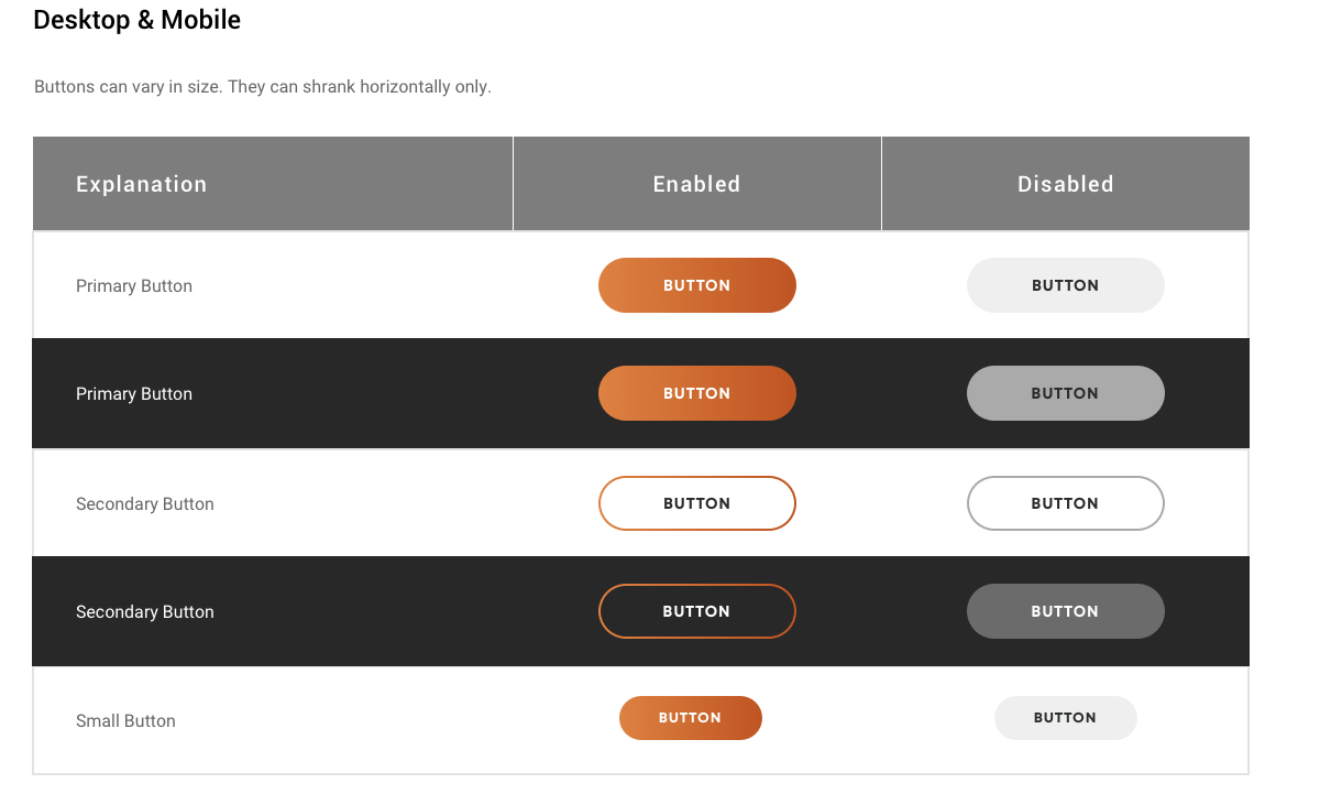 Desktop & Mobile
Buttons can vary in size. They can shrank horizontally only.
Explanation Enabled Disabled
Primary Button BUTTON BUTTON
Primary Button BUTTON BUTTON
Secondary Button BUTTON BUTTON
Secondary Button BUTTON BUTTON
Small Button BUTTON BUTTON